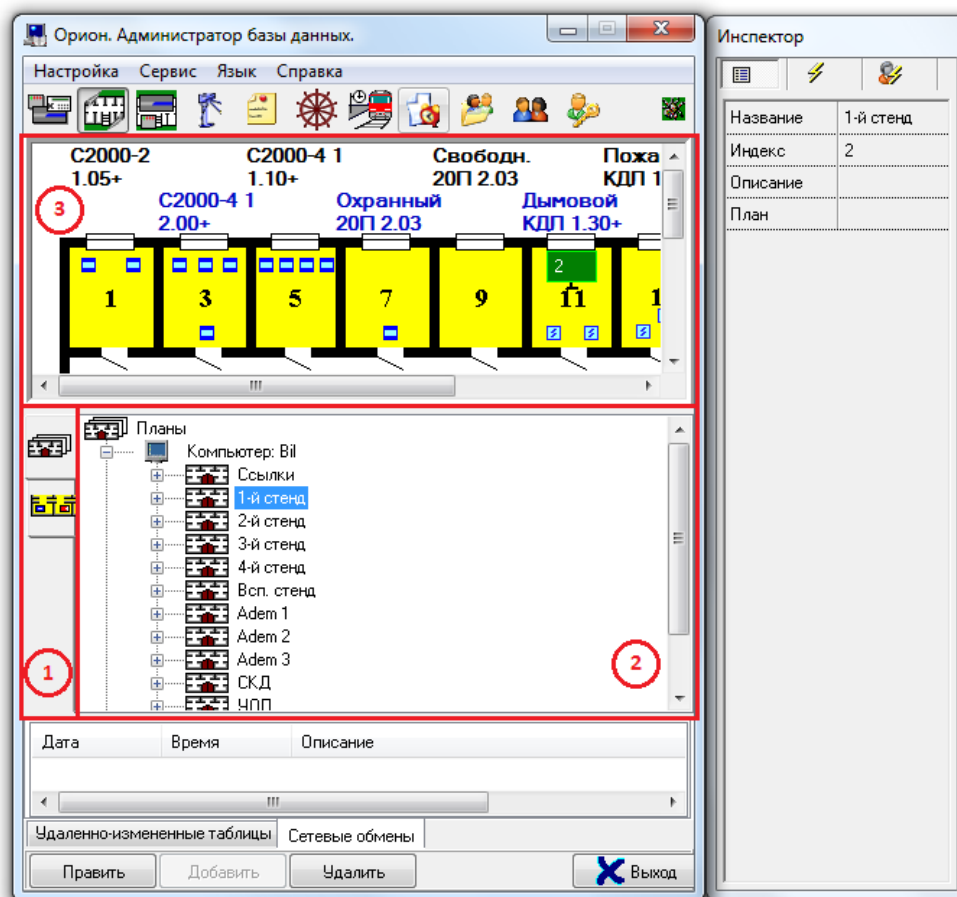 Орион. Администратор базы данных.
Настройка Сервис Язык Справка
С2000-2 С2000-4 1 Свободн. Пожа
1.05+ 1.10+ 20П 2.03 КДП 1
С2000-4 1 Охранный Дымовой
2.00+ 20П 2.03 КДП 1.30+
3
2
1 3 5 7 9 11 1
Планы
Компьютер: Bil
Ссылки
1-й стенд
2-й стенд
3-й стенд
4-й стенд
Всп. стенд
Adem 1
Adem 2
Adem 3
СКД
УОП
1
2
Дата Время Описание
Удаленно-измененные таблицы Сетевые обмены
Править Добавить Удалить Выход
Инспектор
Название 1-й стенд
Индекс 2
Описание
План